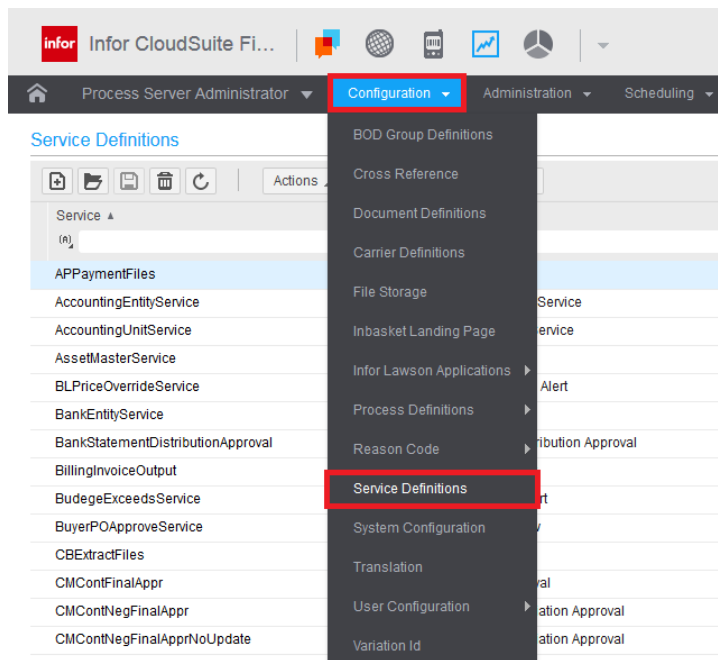 infor Infor CloudSuite Fi...
Process Server Administrator Configuration Administration Scheduling
Service Definitions
Actions
Service
(A)
APPaymentFiles
AccountingEntityService
AccountingUnitService
AssetMasterService
BLPriceOverrideService
BankEntityService
BankStatementDistributionApproval
BillingInvoiceOutput
BudegeExceedsService
BuyerPOApproveService
CBExtractFiles
CMContFinalAppr
CMContNegFinalAppr
CMContNegFinalApprNoUpdate
BOD Group Definitions
Cross Reference
Document Definitions
Carrier Definitions
File Storage
Inbasket Landing Page
Infor Lawson Applications
Process Definitions
Reason Code
Service Definitions
System Configuration
Translation
User Configuration
Variation Id
Service
ervice
Alert
ribution Approval
rt
val
ation Approval
ation Approval